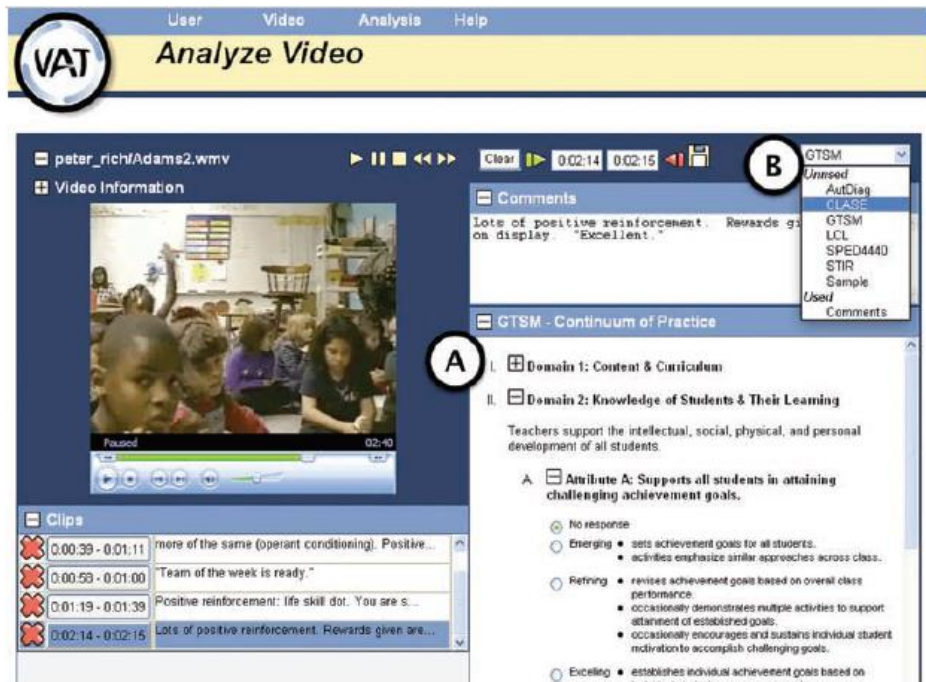 User Video Analysis Help
VAT
Analyze Video
peter_rich/Adams2.wmv
Video Information
Paused 02:40
Clips
0:00:39 - 0:01:11 more of the same (operant conditioning). Positive...
0:00:58 - 0:01:00 "Team of the week is ready."
0:01:19 - 0:01:39 Positive reinforcement: life skill dot. You are s...
0:02:14 - 0:02:15 Lots of positive reinforcement. Rewards given are...
Clear 0:02:14 0:02:15
B
GTSM
Unused
AutDiag
CLASE
GTSM
LCL
SPED4440
STIR
Sample
Used
Comments
Comments
Lots of positive reinforcement. Rewards gi
on display. "Excellent."
GTSM - Continuum of Practice
A
I. Domain 1: Content & Curriculum
II. Domain 2: Knowledge of Students & Their Learning
Teachers support the intellectual, social, physical, and personal
development of all students.
A. Attribute A: Supports all students in attaining
challenging achievement goals.
No response
Emerging • sets achievement goals for all students.
• activities emphasize similar approaches across class.
Refining • revises achievement goals based on overall class
performance.
• occasionally demonstrates multiple activities to support
attainment of established goals.
• occasionally encourages and sustains individual student
motivation to accomplish challenging goals.
Exceling • establishes individual achievement goals based on